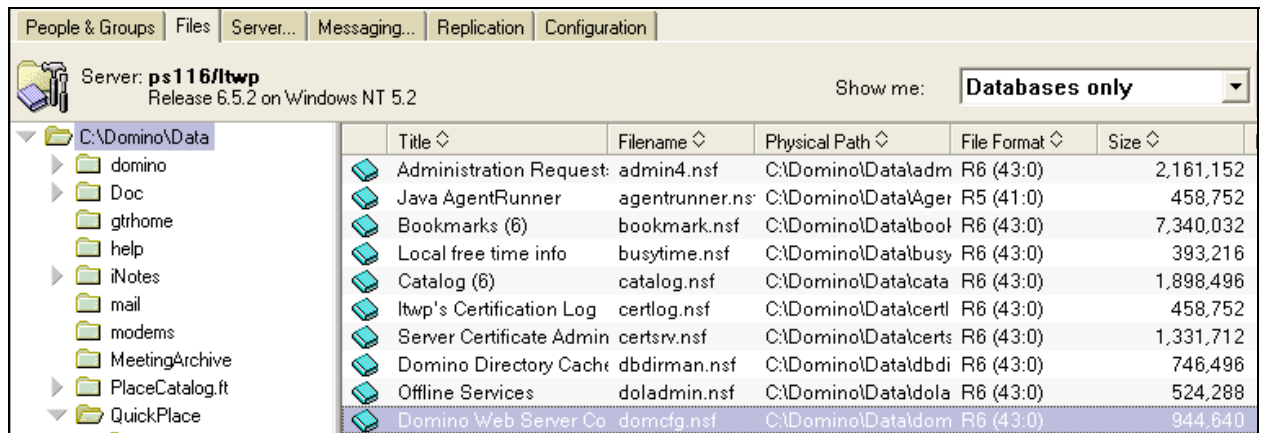 People & Groups Files Server... Messaging... Replication Configuration
Server: ps116/ltwp
Release 6.5.2 on Windows NT 5.2
Show me: Databases only
C:\Domino\Data
domino
Doc
gtrhome
help
iNotes
mail
modems
MeetingArchive
PlaceCatalog.ft
QuickPlace
Title Filename Physical Path File Format Size
Administration Request: admin4.nsf C:\Domino\Data\adm R6 (43:0) 2,161,152
Java AgentRunner agentrunner.ns C:\Domino\Data\Ager R5 (41:0) 458,752
Bookmarks (6) bookmark.nsf C:\Domino\Data\book R6 (43:0) 7,340,032
Local free time info busytime.nsf C:\Domino\Data\busy R6 (43:0) 393,216
Catalog (6) catalog.nsf C:\Domino\Data\cata R6 (43:0) 1,898,496
ltwp's Certification Log certlog.nsf C:\Domino\Data\certl R6 (43:0) 458,752
Server Certificate Admin certsrv.nsf C:\Domino\Data\certs R6 (43:0) 1,331,712
Domino Directory Cache dbdirman.nsf C:\Domino\Data\dbdi R6 (43:0) 746,496
Offline Services doladmin.nsf C:\Domino\Data\dola R6 (43:0) 524,288
Domino Web Server Co domcfg.nsf C:\Domino\Data\dom R6 (43:0) 944,640